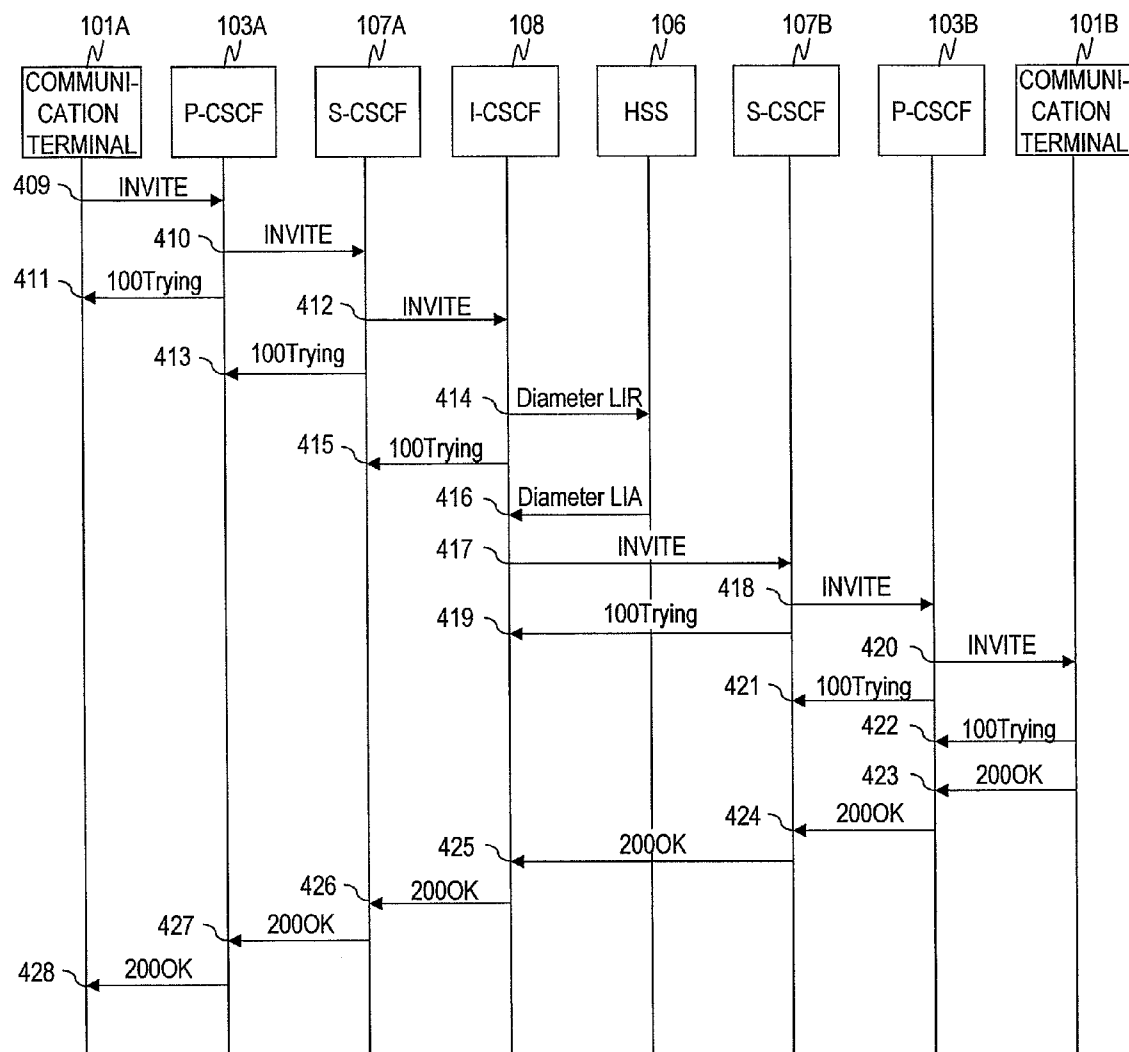 101A 103A 107A 108 106 107B 103B 101B
COMMUNI-
CATION
TERMINAL
P-CSCF
S-CSCF
I-CSCF
HSS
S-CSCF
P-CSCF
COMMUNI-
CATION
TERMINAL
409 INVITE
410 INVITE
411 100Trying
412 INVITE
413 100Trying
414 Diameter LIR
415 100Trying
416 Diameter LIA
417 INVITE
418 INVITE
419 100Trying
420 INVITE
421 100Trying
422 100Trying
423 200OK
424 200OK
425 200OK
426 200OK
427 200OK
428 200OK